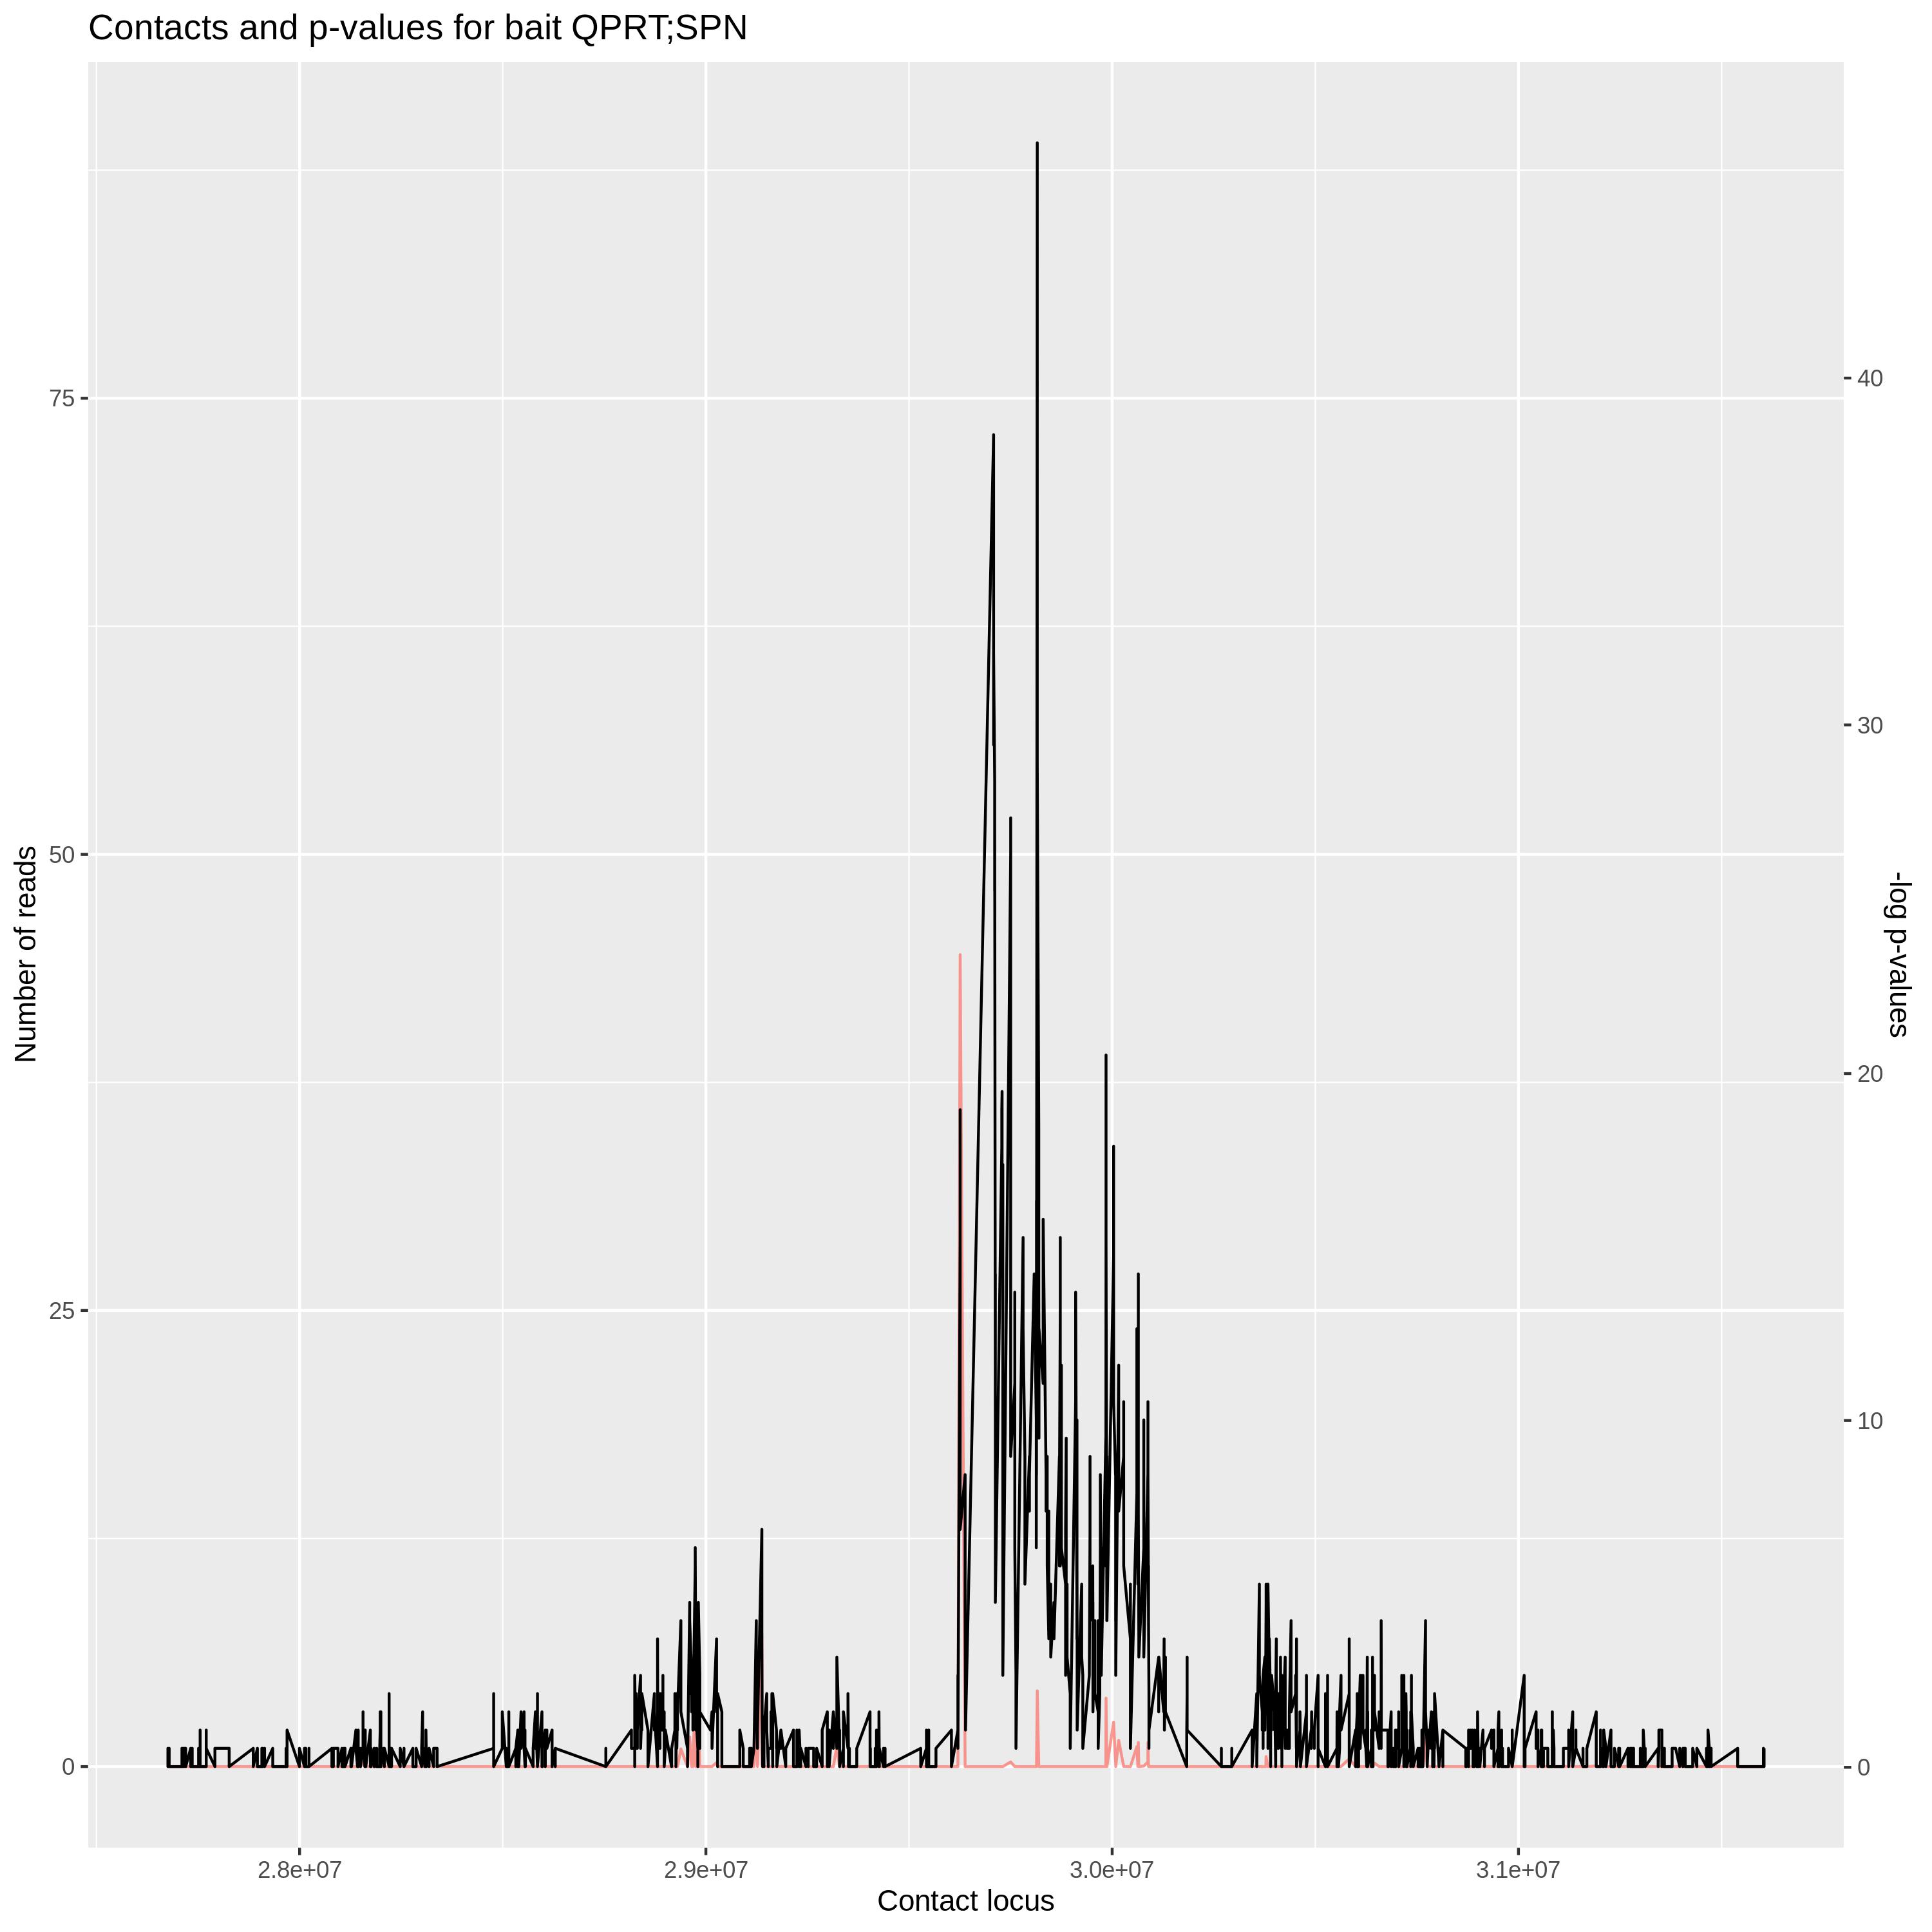 Contacts and p-values for bait QPRT;SPN
75
50
25
0
Number of reads
40
30
20
10
0
-log p-values
2.8e+07
2.9e+07
3.0e+07
3.1e+07
Contact locus